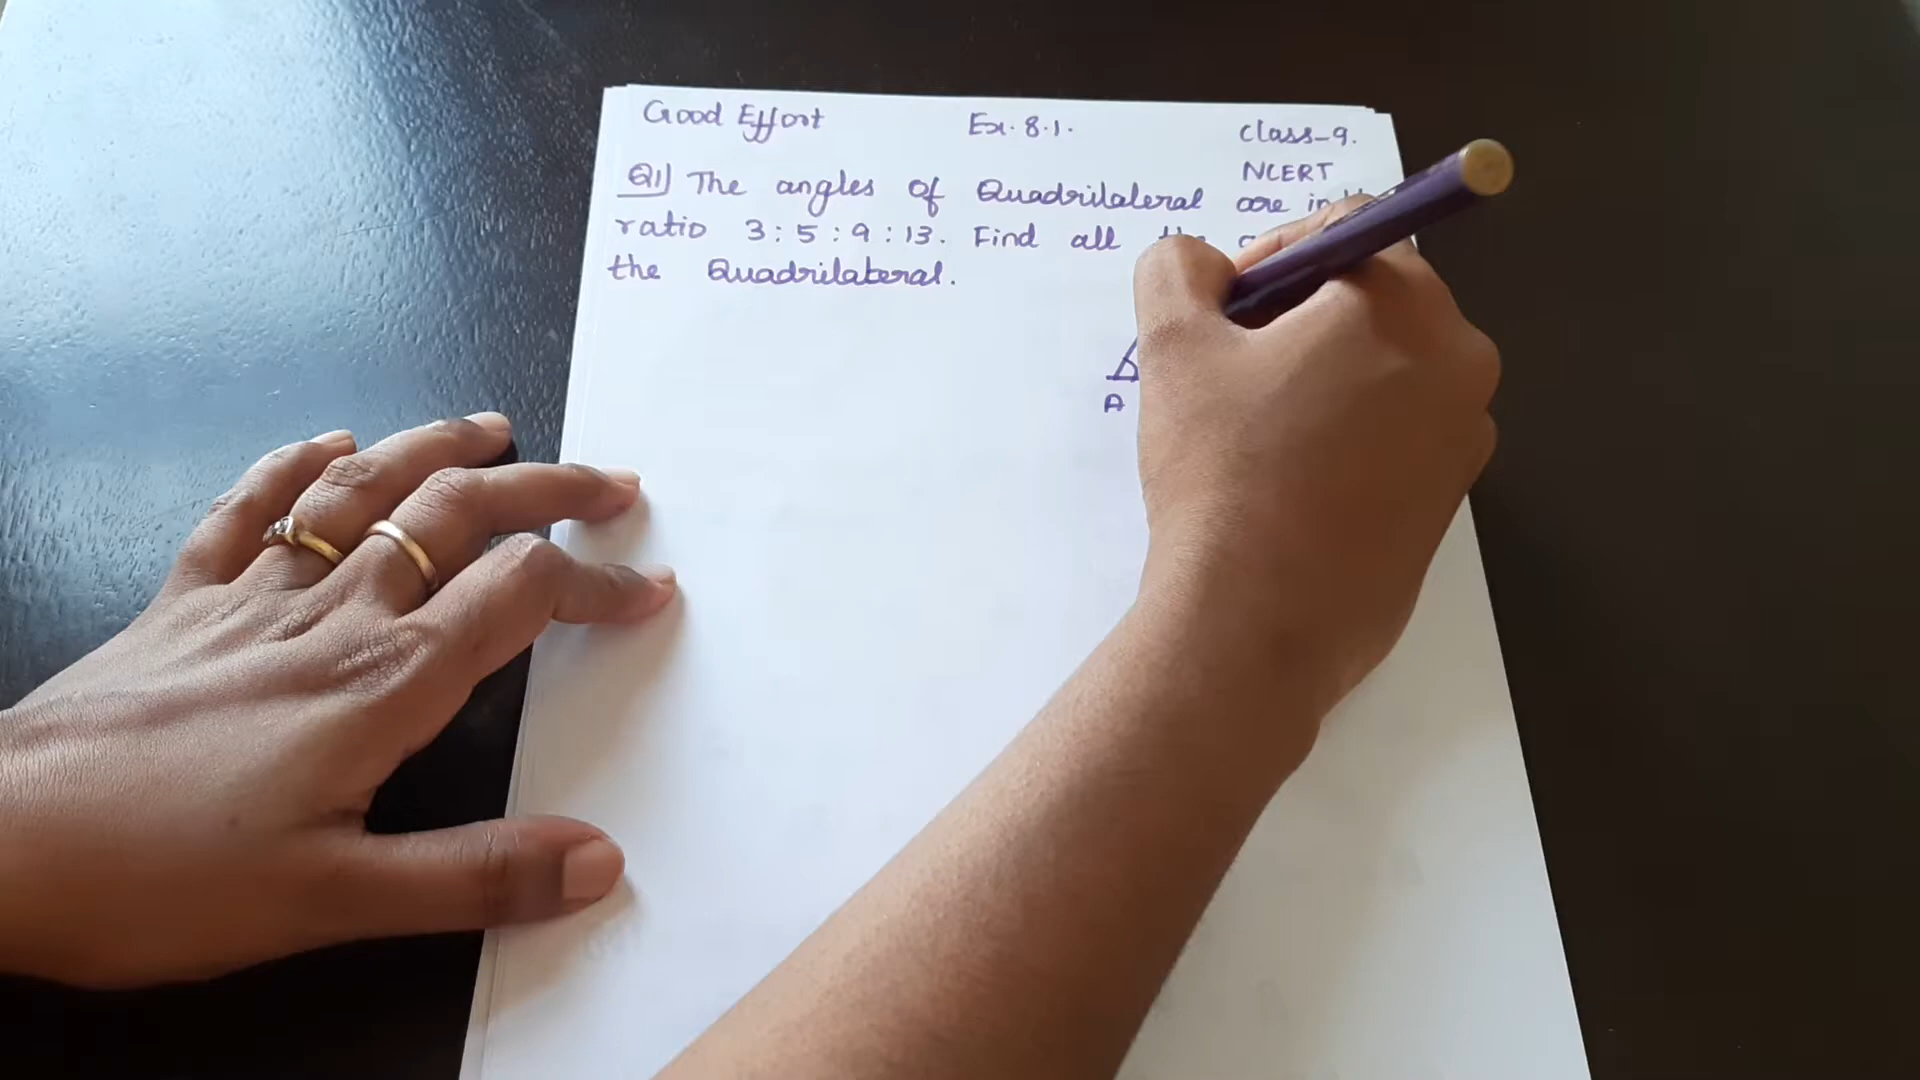 Good Effort Ex. 8.1. Class-9.
NCERT
Q1) The angles of Quadrilateral are in
ratio 3 : 5 : 9 : 13. Find all the
the Quadrilateral.
A